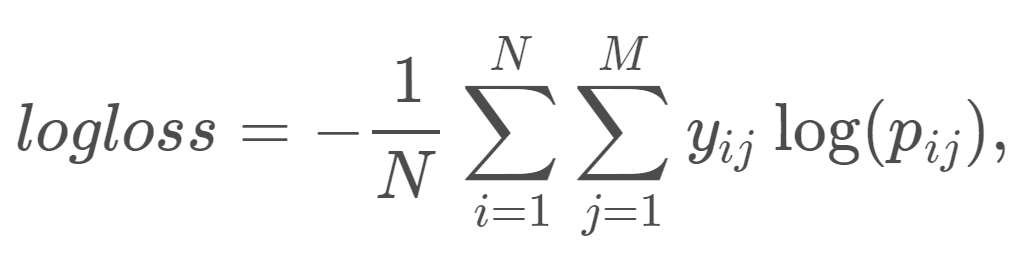 logloss = -\frac{1}{N} \sum_{i=1}^{N} \sum_{j=1}^{M} y_{ij} \log(p_{ij}),